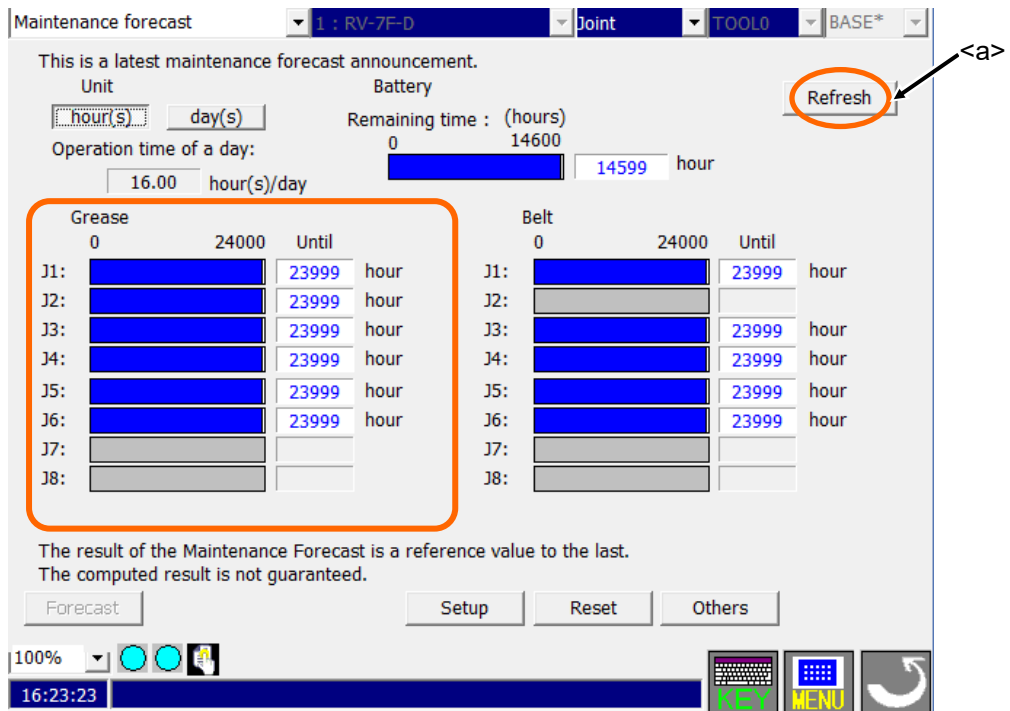 Maintenance forecast 1 : RV-7F-D Joint TOOL0 BASE*
<a>
This is a latest maintenance forecast announcement.
Unit Battery
Refresh
hour(s) day(s) Remaining time : (hours)
Operation time of a day: 0 14600
14599 hour
16.00 hour(s)/day
Grease Belt
0 24000 Until 0 24000 Until
J1: 23999 hour J1: 23999 hour
J2: 23999 hour J2:
J3: 23999 hour J3: 23999 hour
J4: 23999 hour J4: 23999 hour
J5: 23999 hour J5: 23999 hour
J6: 23999 hour J6: 23999 hour
J7: J7:
J8: J8:
The result of the Maintenance Forecast is a reference value to the last.
The computed result is not guaranteed.
Forecast Setup Reset Others
100%
16:23:23 KEY MENU